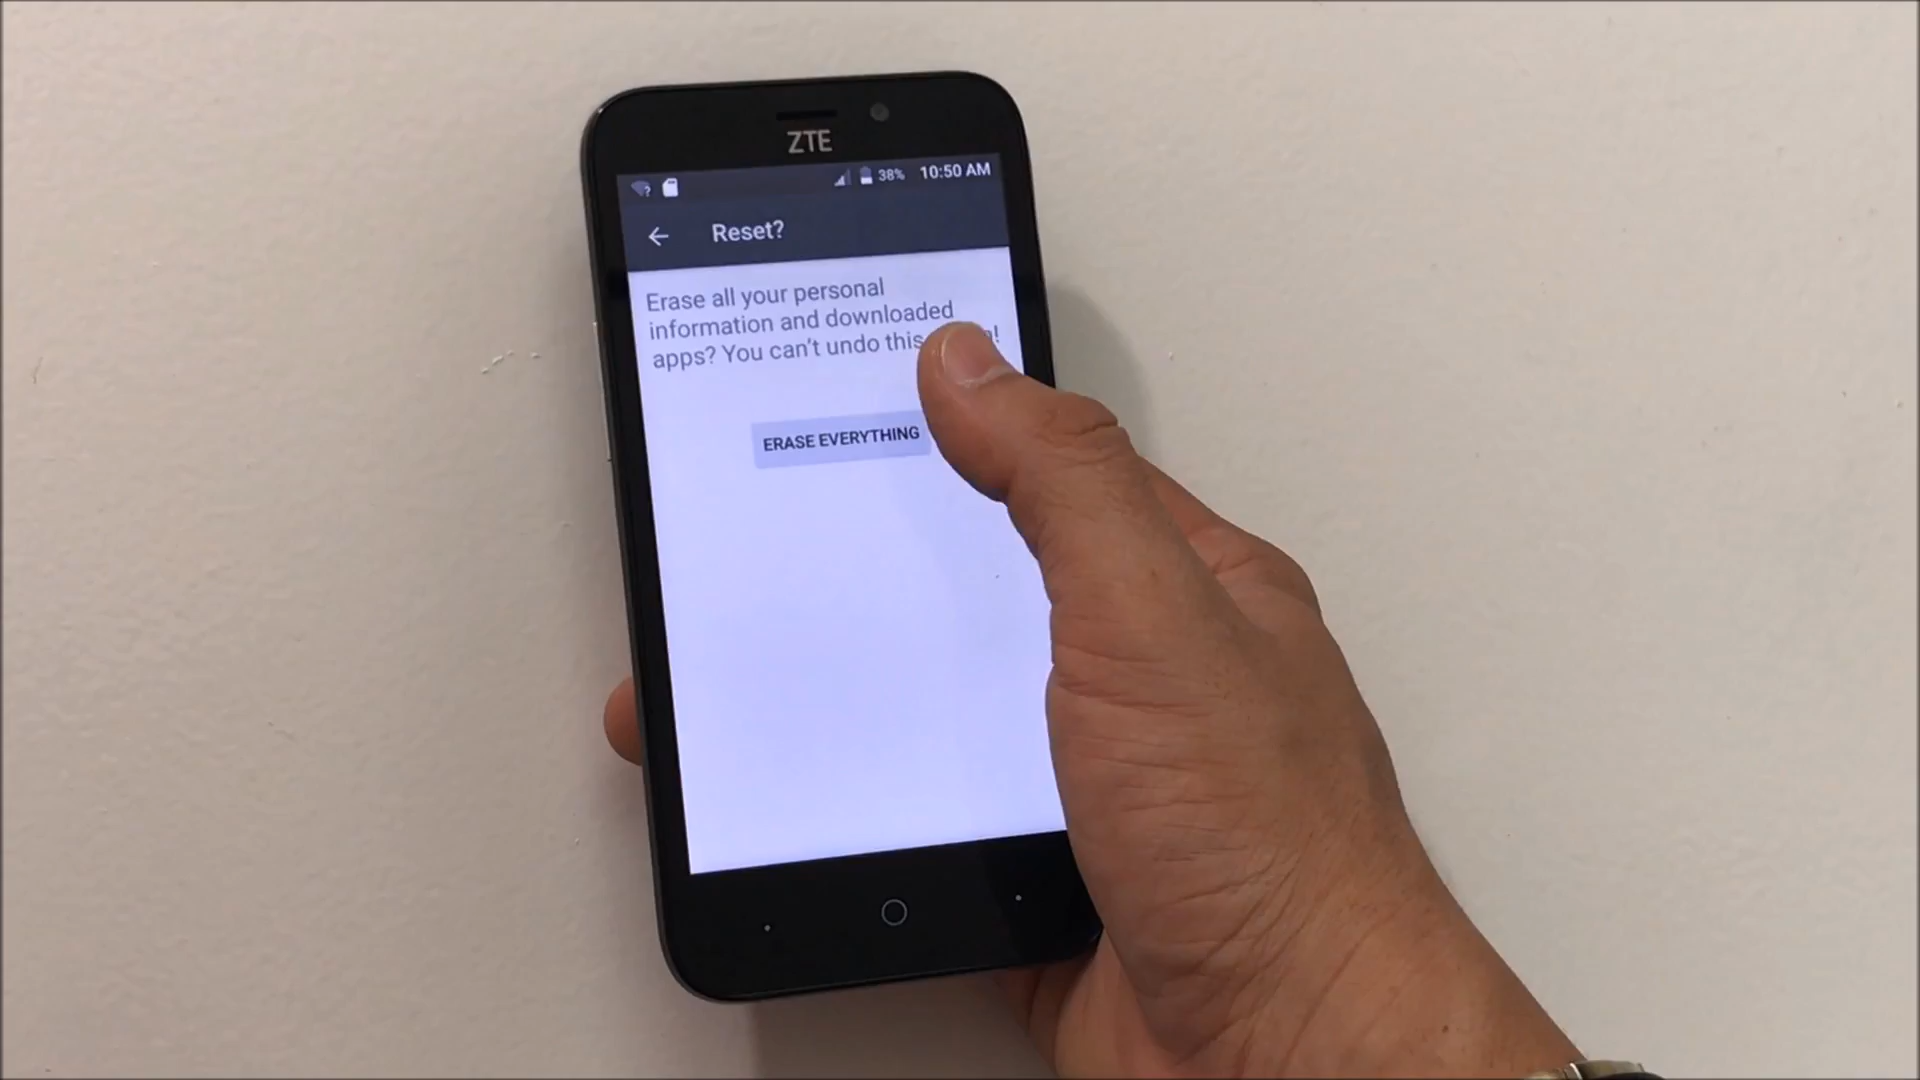 ZTE
38% 10:50 AM
Reset?
Erase all your personal
information and downloaded
apps? You can't undo this
ERASE EVERYTHING